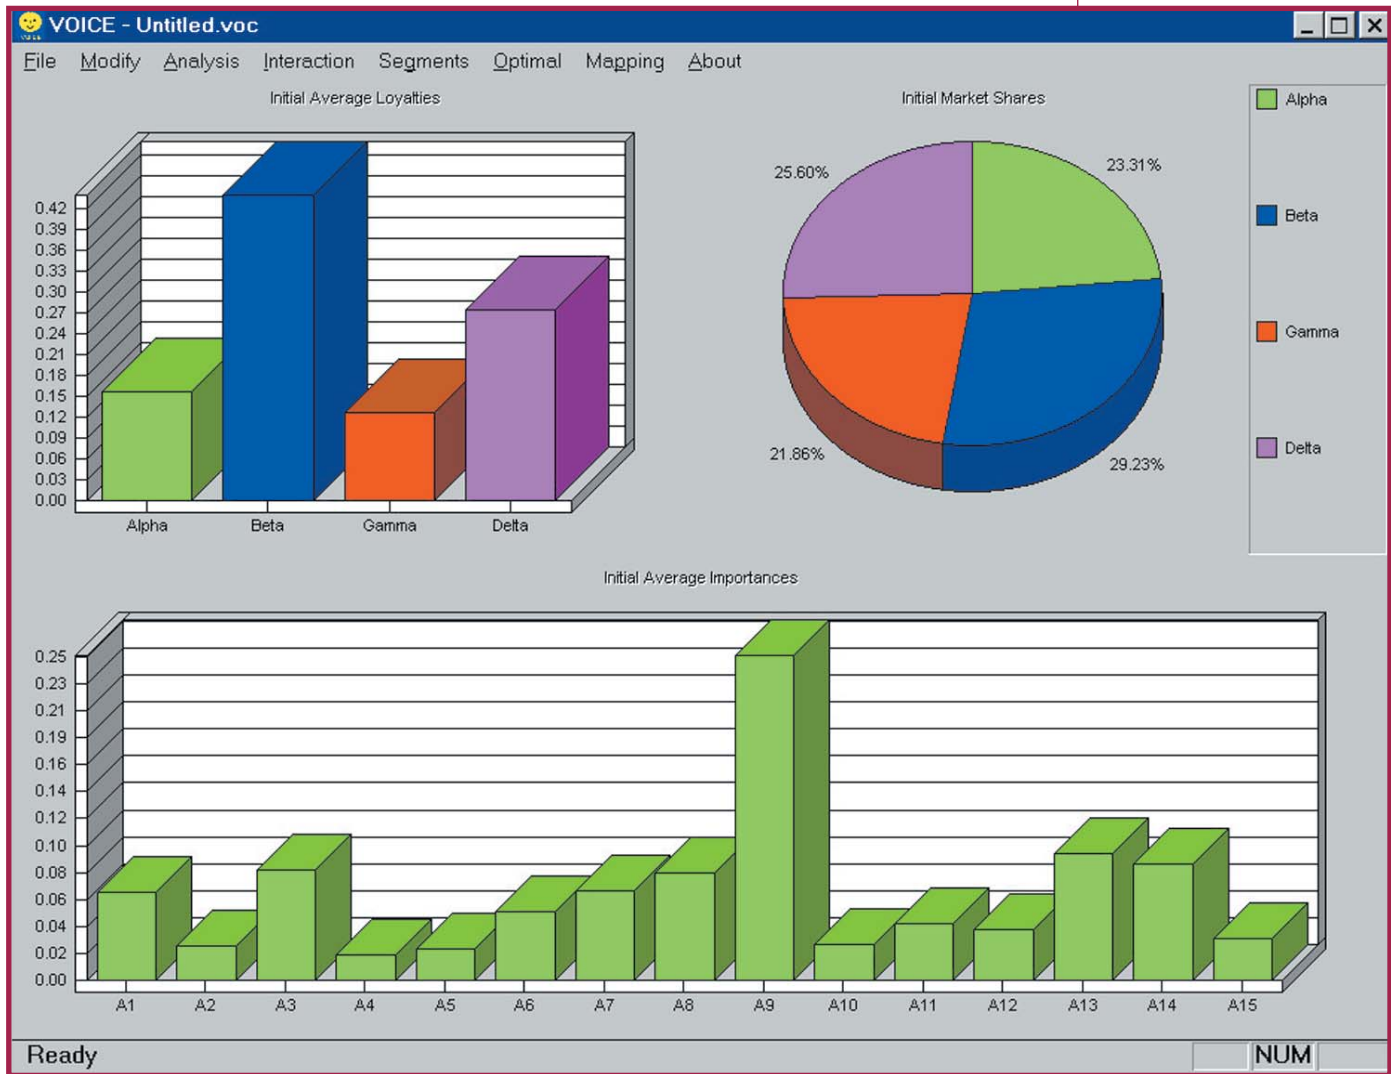 VOICE - Untitled.voc
File Modify Analysis Interaction Segments Optimal Mapping About
Initial Average Loyalties
0.42
0.39
0.36
0.33
0.30
0.27
0.24
0.21
0.18
0.15
0.12
0.09
0.06
0.03
0.00
Alpha Beta Gamma Delta
Initial Market Shares
25.60%
23.31%
21.86%
29.23%
Alpha
Beta
Gamma
Delta
Initial Average Importances
0.25
0.23
0.21
0.19
0.16
0.14
0.12
0.10
0.08
0.06
0.04
0.02
0.00
A1 A2 A3 A4 A5 A6 A7 A8 A9 A10 A11 A12 A13 A14 A15
Ready NUM